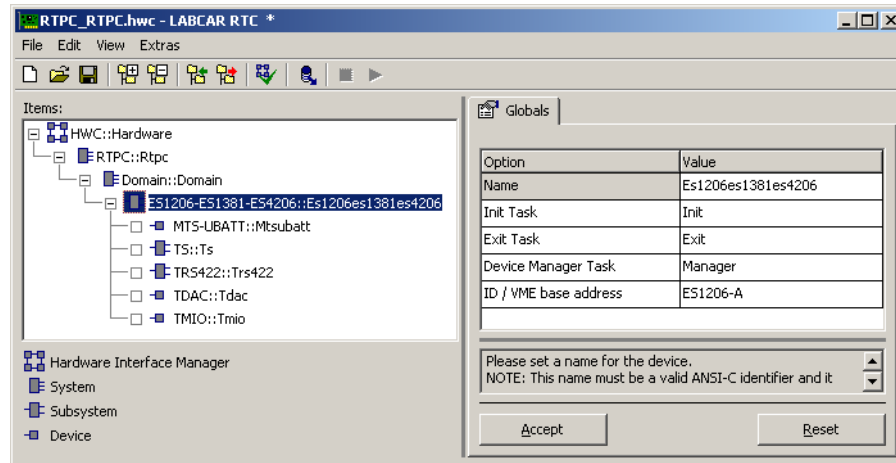 RTPC_RTPC.hwc - LABCAR RTC *
File Edit View Extras
Items:
HWC::Hardware
RTPC::Rtpc
Domain::Domain
ES1206-ES1381-ES4206::Es1206es1381es4206
MTS-UBATT::Mtsubatt
TS::Ts
TRS422::Trs422
TDAC::Tdac
TMIO::Tmio
Hardware Interface Manager
System
Subsystem
Device
Globals
Option Value
Name Es1206es1381es4206
Init Task Init
Exit Task Exit
Device Manager Task Manager
ID / VME base address ES1206-A
Please set a name for the device.
NOTE: This name must be a valid ANSI-C identifier and it
Accept Reset